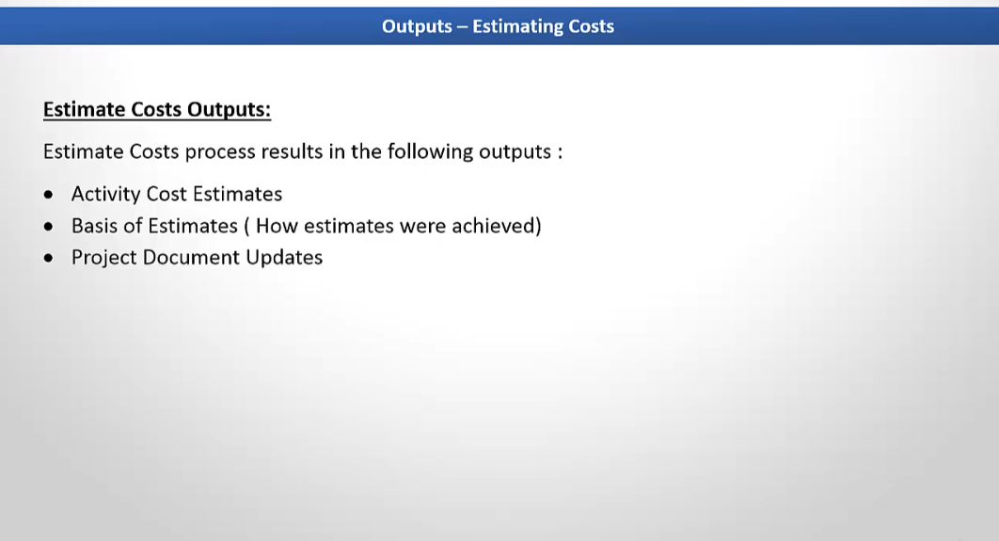 Outputs – Estimating Costs
Estimate Costs Outputs:
Estimate Costs process results in the following outputs :
• Activity Cost Estimates
• Basis of Estimates ( How estimates were achieved)
• Project Document Updates